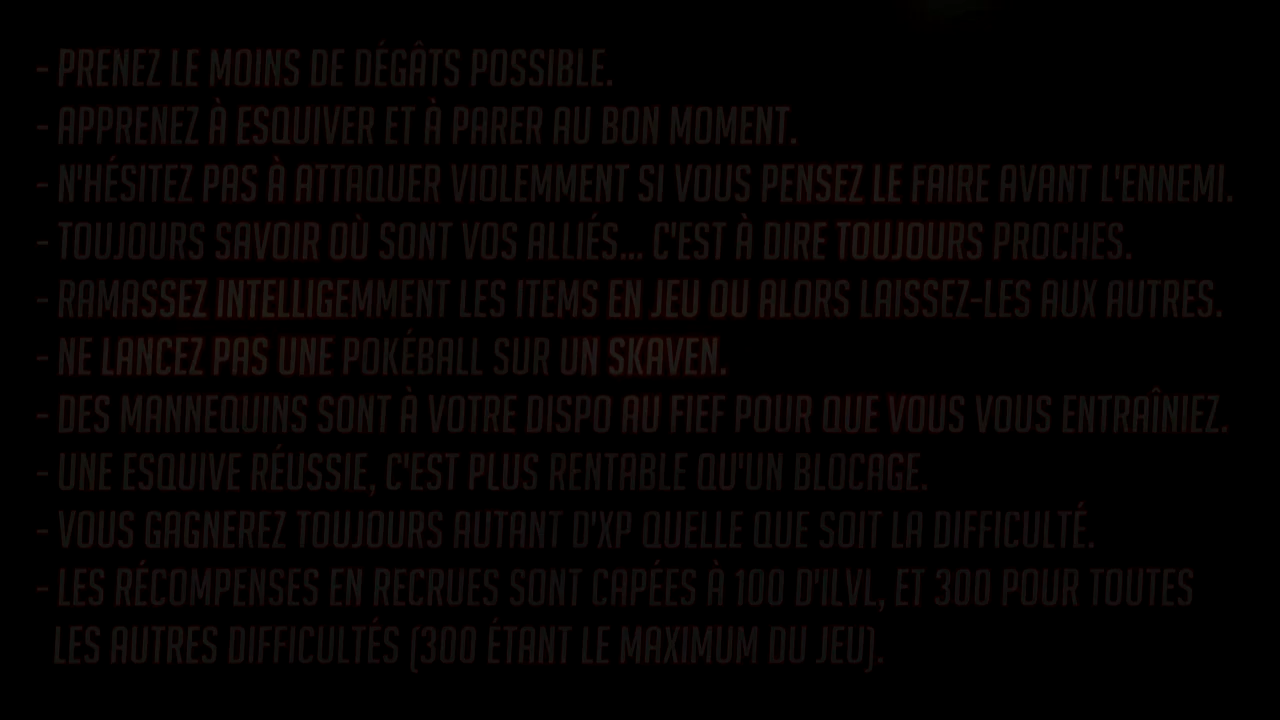 - PRENEZ LE MOINS DE DÉGÂTS POSSIBLE.
- APPRENEZ À ESQUIVER ET À PARER AU BON MOMENT.
- N'HÉSITEZ PAS À ATTAQUER VIOLEMMENT SI VOUS PENSEZ LE FAIRE AVANT L'ENNEMI.
- TOUJOURS SAVOIR OÙ SONT VOS ALLIÉS... C'EST À DIRE TOUJOURS PROCHES.
- RAMASSEZ INTELLIGEMMENT LES ITEMS EN JEU OU ALORS LAISSEZ-LES AUX AUTRES.
- NE LANCEZ PAS UNE POKÉBALL SUR UN SKAVEN.
- DES MANNEQUINS SONT À VOTRE DISPO AU FIEF POUR QUE VOUS VOUS ENTRAÎNIEZ.
- UNE ESQUIVE RÉUSSIE, C'EST PLUS RENTABLE QU'UN BLOCAGE.
- VOUS GAGNEREZ TOUJOURS AUTANT D'XP QUELLE QUE SOIT LA DIFFICULTÉ.
- LES RÉCOMPENSES EN RECRUES SONT CAPÉES À 100 D'ILVL, ET 300 POUR TOUTES
LES AUTRES DIFFICULTÉS (300 ÉTANT LE MAXIMUM DU JEU).